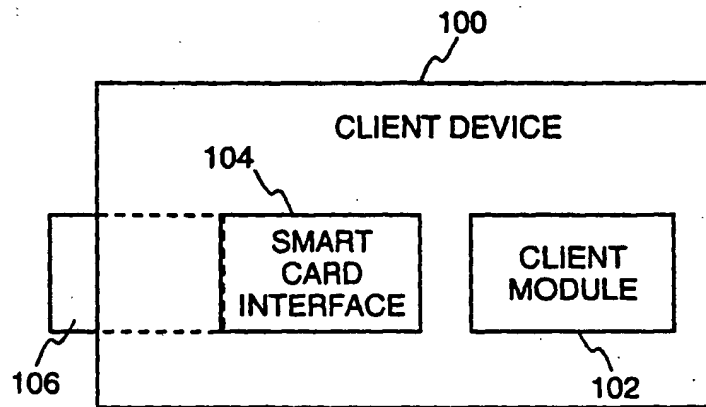 100
CLIENT DEVICE
104
SMART
CARD
INTERFACE
CLIENT
MODULE
106
102